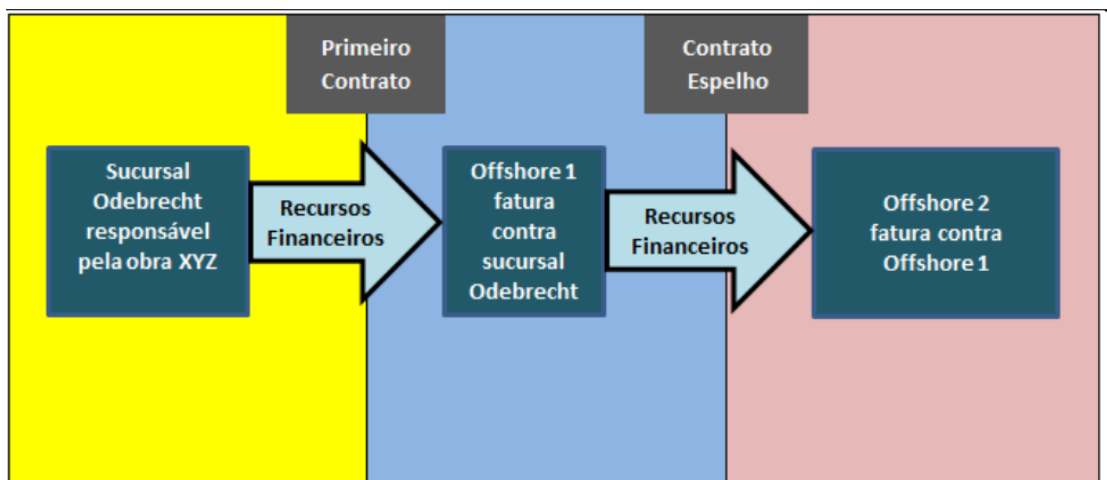 Primeiro
Contrato
Contrato
Espelho
Sucursal
Odebrecht
responsável
pela obra XYZ
Recursos
Financeiros
Offshore 1
fatura
contra
sucursal
Odebrecht
Recursos
Financeiros
Offshore 2
fatura contra
Offshore 1